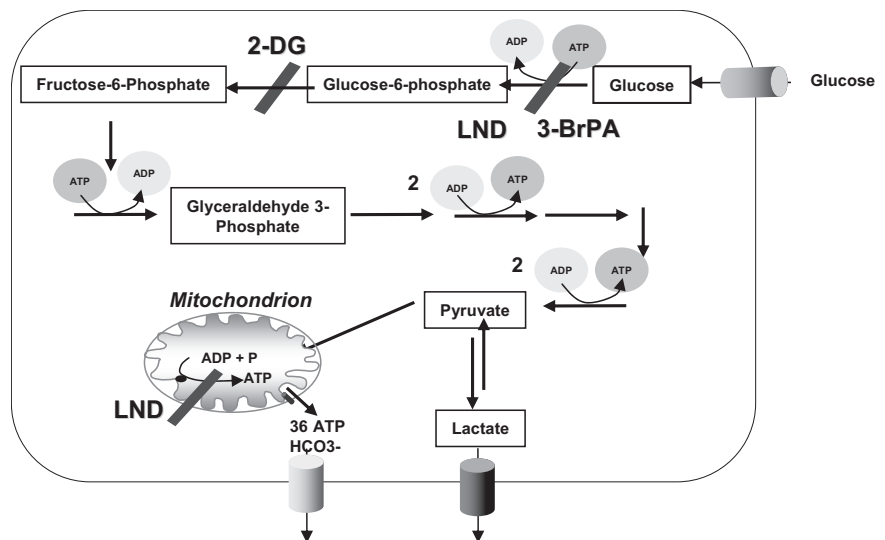 2-DG
ADP
ATP
Fructose-6-Phosphate
Glucose-6-phosphate
Glucose
Glucose
LND
3-BrPA
ATP
ADP
2
ADP
ATP
Glyceraldehyde 3-
Phosphate
2
ADP
ATP
Mitochondrion
Pyruvate
ADP + P
ATP
LND
36 ATP
HCO3-
Lactate